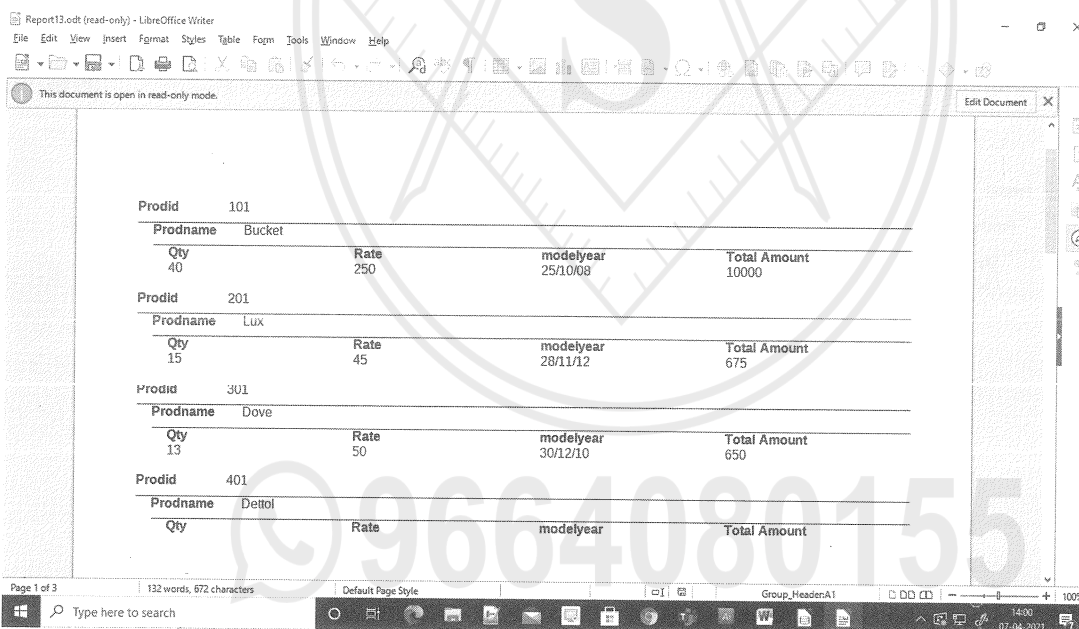 Report13.odt (read-only) - LibreOffice Writer
File Edit View Insert Format Styles Table Form Tools Window Help
This document is open in read-only mode.
Edit Document
Prodid 101
Prodname Bucket
Qty Rate modelyear Total Amount
40 250 25/10/08 10000
Prodid 201
Prodname Lux
Qty Rate modelyear Total Amount
15 45 28/11/12 675
Prodid 301
Prodname Dove
Qty Rate modelyear Total Amount
13 50 30/12/10 650
Prodid 401
Prodname Dettol
Qty Rate modelyear Total Amount
9664080155
S
Page 1 of 3 132 words, 672 characters Default Page Style Group_Header:A1 100%
Type here to search
14:00
07-04-2021